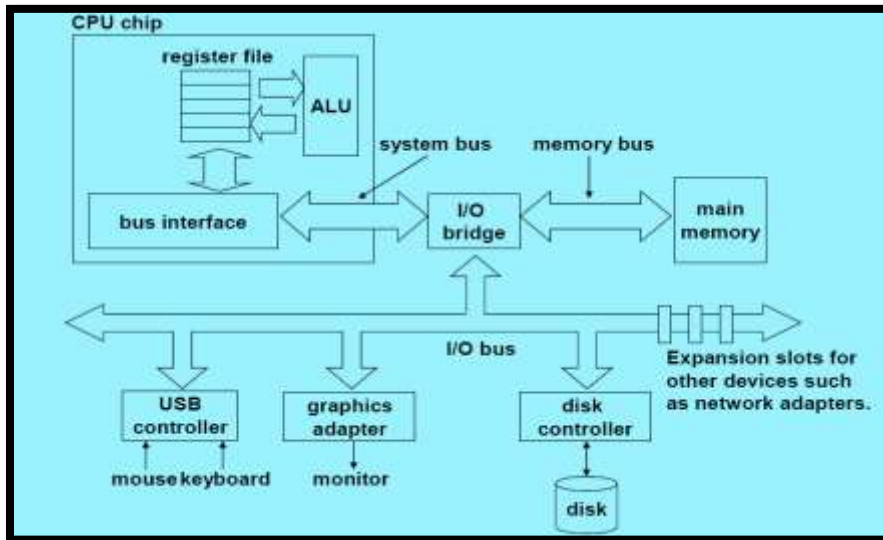 CPU chip
register file
ALU
system bus
memory bus
bus interface
I/O
bridge
main
memory
I/O bus
Expansion slots for
other devices such
as network adapters.
USB
controller
graphics
adapter
disk
controller
mouse keyboard
monitor
disk